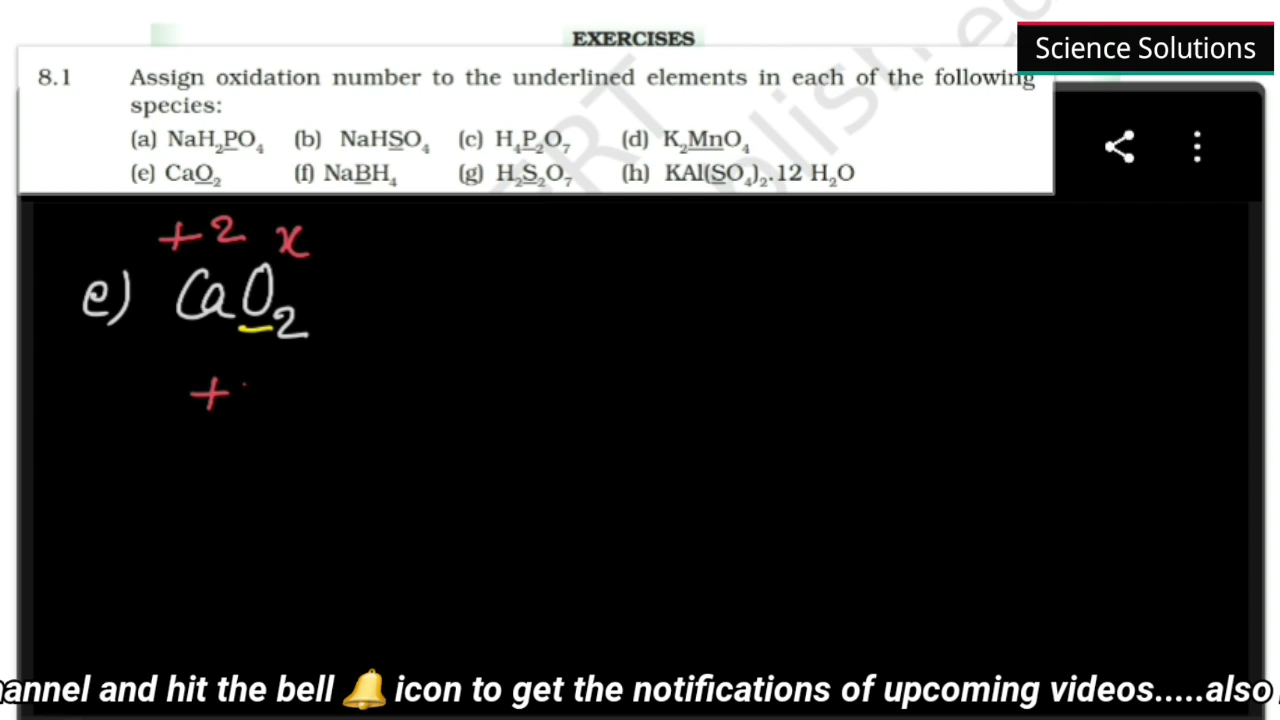 EXERCISES
Science Solutions
8.1 Assign oxidation number to the underlined elements in each of the following
species:
(a) NaH₂PO₄ (b) NaHSO₄ (c) H₄P₂O₇ (d) K₂MnO₄
(e) CaO₂ (f) NaBH₄ (g) H₂S₂O₇ (h) KAl(SO₄)₂.12 H₂O
+2 x
e) CaO₂
+
annel and hit the bell 🔔 icon to get the notifications of upcoming videos.....also